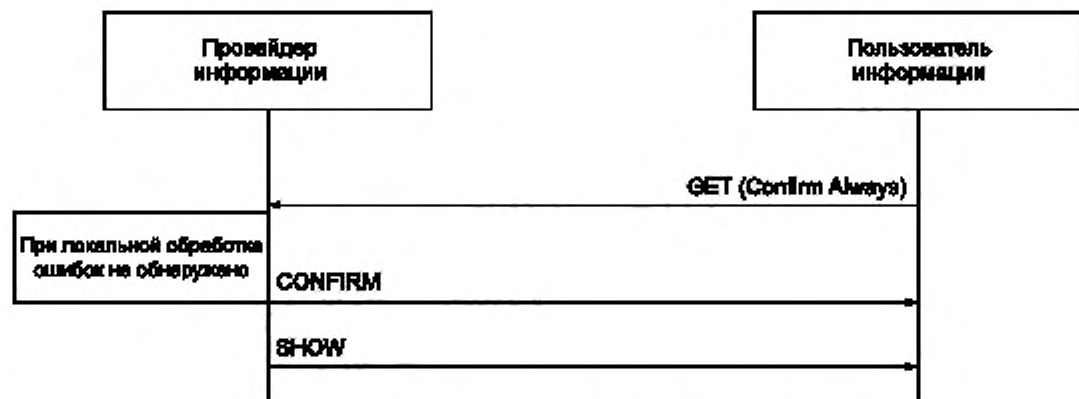 Провайдер
информации
Пользователь
информации
GET (Confirm Always)
При локальной обработка
ошибок не обнаружено
CONFIRM
SHOW